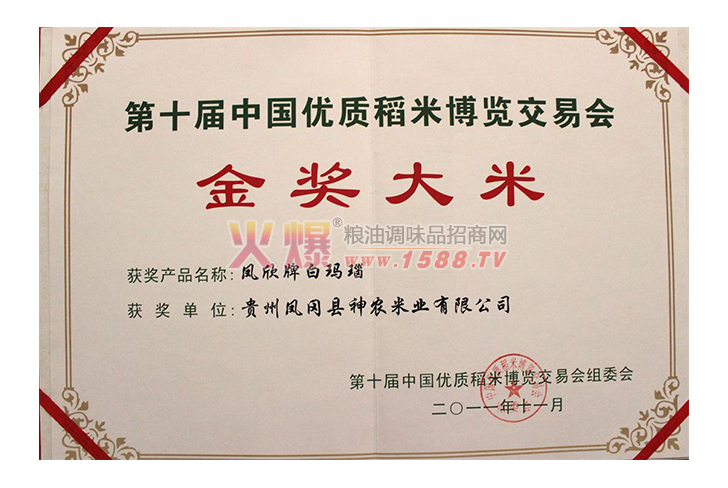 第十届中国优质稻米博览交易会
金奖大米
火爆® 粮油调味品招商网
www.1588.TV
获奖产品名称：凤欣牌白玛瑙
获奖单位：贵州凤冈县神农米业有限公司
第十届中国优质稻米博览交易会组委会
二〇一一年十一月